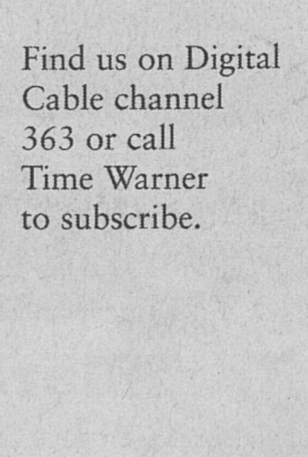 Find us on Digital
Cable channel
363 or call
Time Warner
to subscribe.